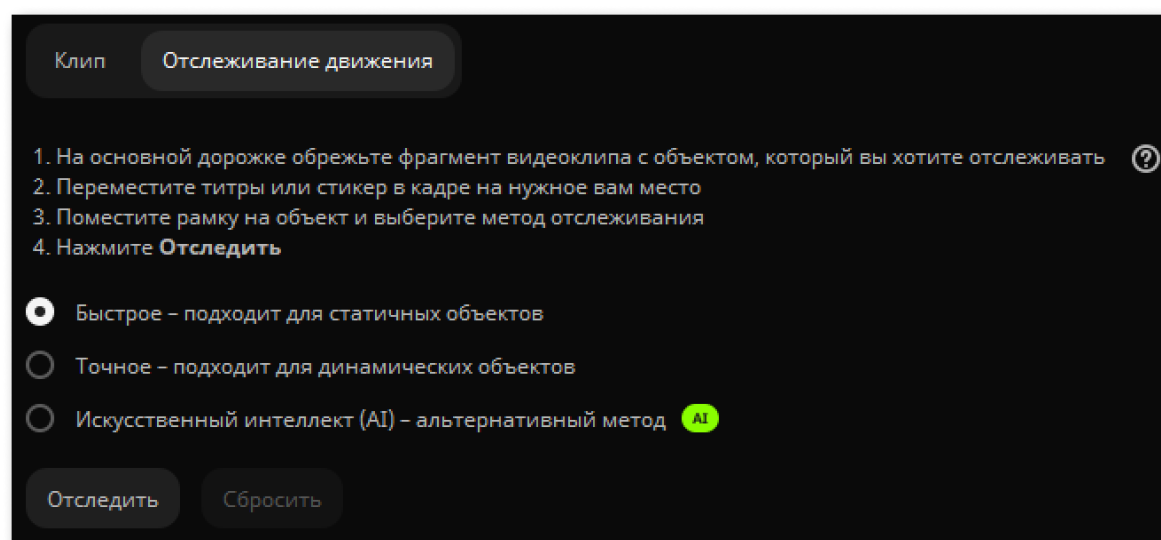 Клип Отслеживание движения
1. На основной дорожке обрежьте фрагмент видеоклипа с объектом, который вы хотите отслеживать ?
2. Переместите титры или стикер в кадре на нужное вам место
3. Поместите рамку на объект и выберите метод отслеживания
4. Нажмите Отследить
Быстрое – подходит для статичных объектов
Точное – подходит для динамических объектов
Искусственный интеллект (AI) – альтернативный метод AI
Отследить Сбросить